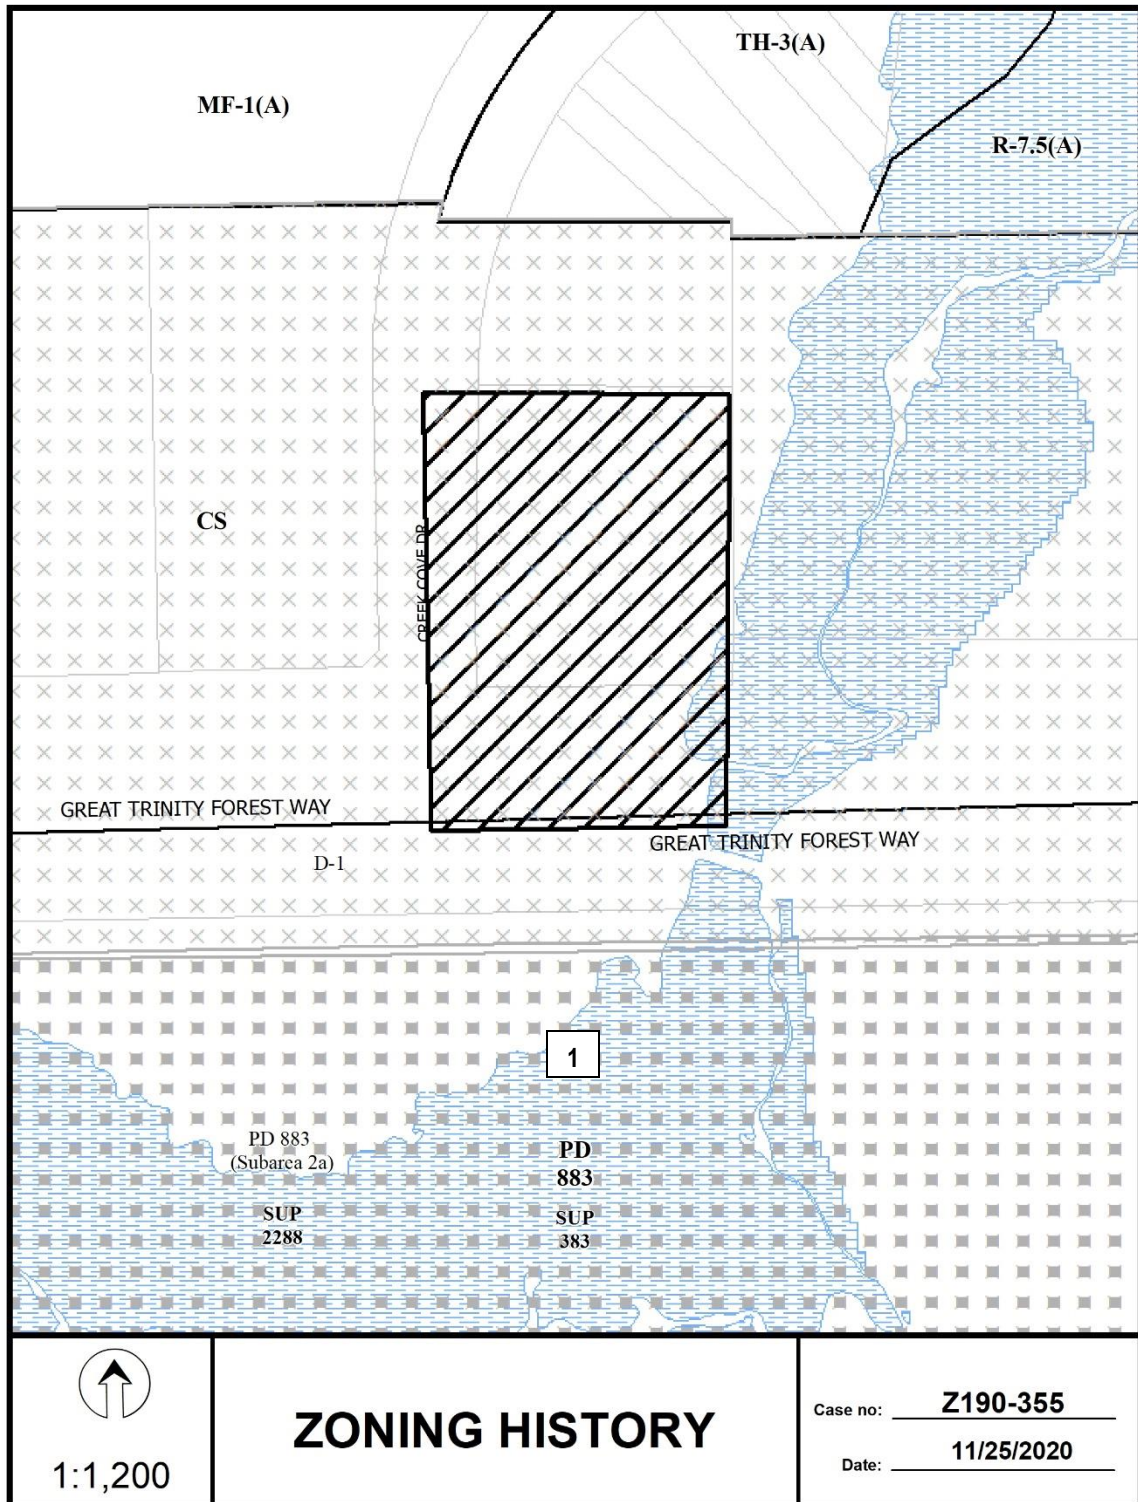 TH-3(A)
MF-1(A)
R-7.5(A)
CS
CREEK COVE DR
GREAT TRINITY FOREST WAY
GREAT TRINITY FOREST WAY
D-1
1
PD 883
(Subarea 2a)
PD
883
SUP
2288
SUP
383
1:1,200
ZONING HISTORY
Case no: Z190-355
Date: 11/25/2020